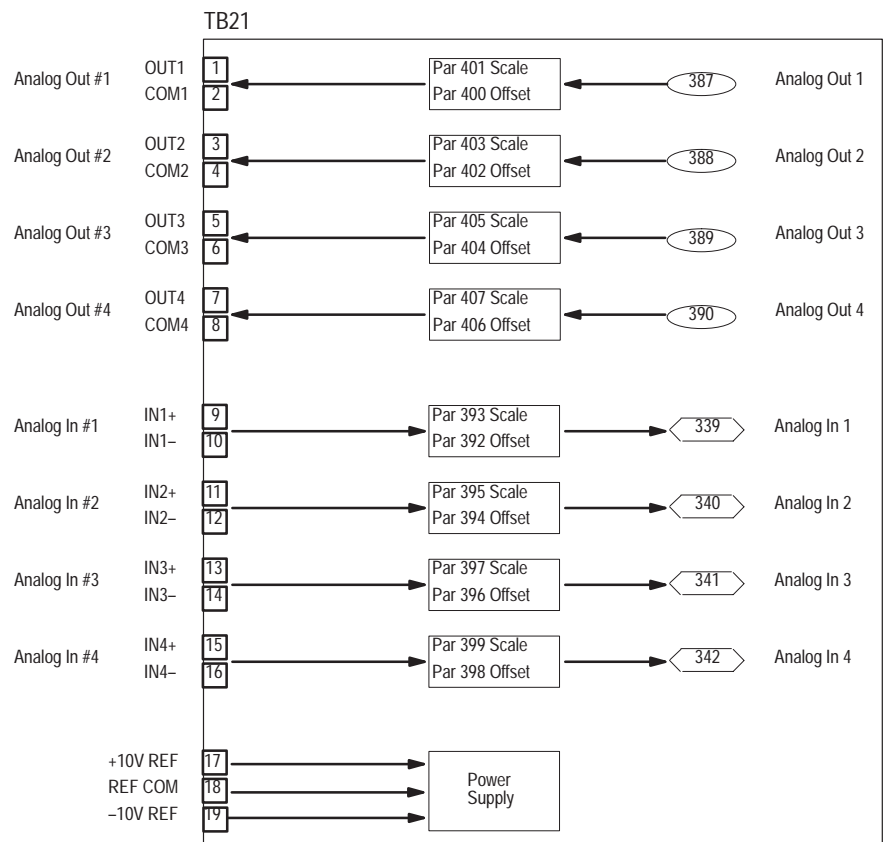 TB21
Analog Out #1 OUT1 1 Par 401 Scale 387 Analog Out 1
COM1 2 Par 400 Offset
Analog Out #2 OUT2 3 Par 403 Scale 388 Analog Out 2
COM2 4 Par 402 Offset
Analog Out #3 OUT3 5 Par 405 Scale 389 Analog Out 3
COM3 6 Par 404 Offset
Analog Out #4 OUT4 7 Par 407 Scale 390 Analog Out 4
COM4 8 Par 406 Offset
Analog In #1 IN1+ 9 Par 393 Scale 339 Analog In 1
IN1– 10 Par 392 Offset
Analog In #2 IN2+ 11 Par 395 Scale 340 Analog In 2
IN2– 12 Par 394 Offset
Analog In #3 IN3+ 13 Par 397 Scale 341 Analog In 3
IN3– 14 Par 396 Offset
Analog In #4 IN4+ 15 Par 399 Scale 342 Analog In 4
IN4– 16 Par 398 Offset
+10V REF 17
REF COM 18 Power
Supply
–10V REF 19